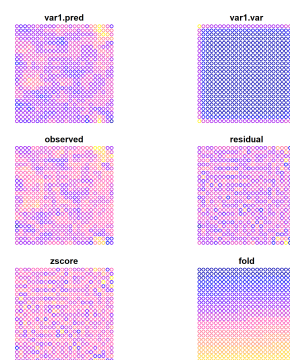 var1.pred
var1.var
observed
residual
zscore
fold